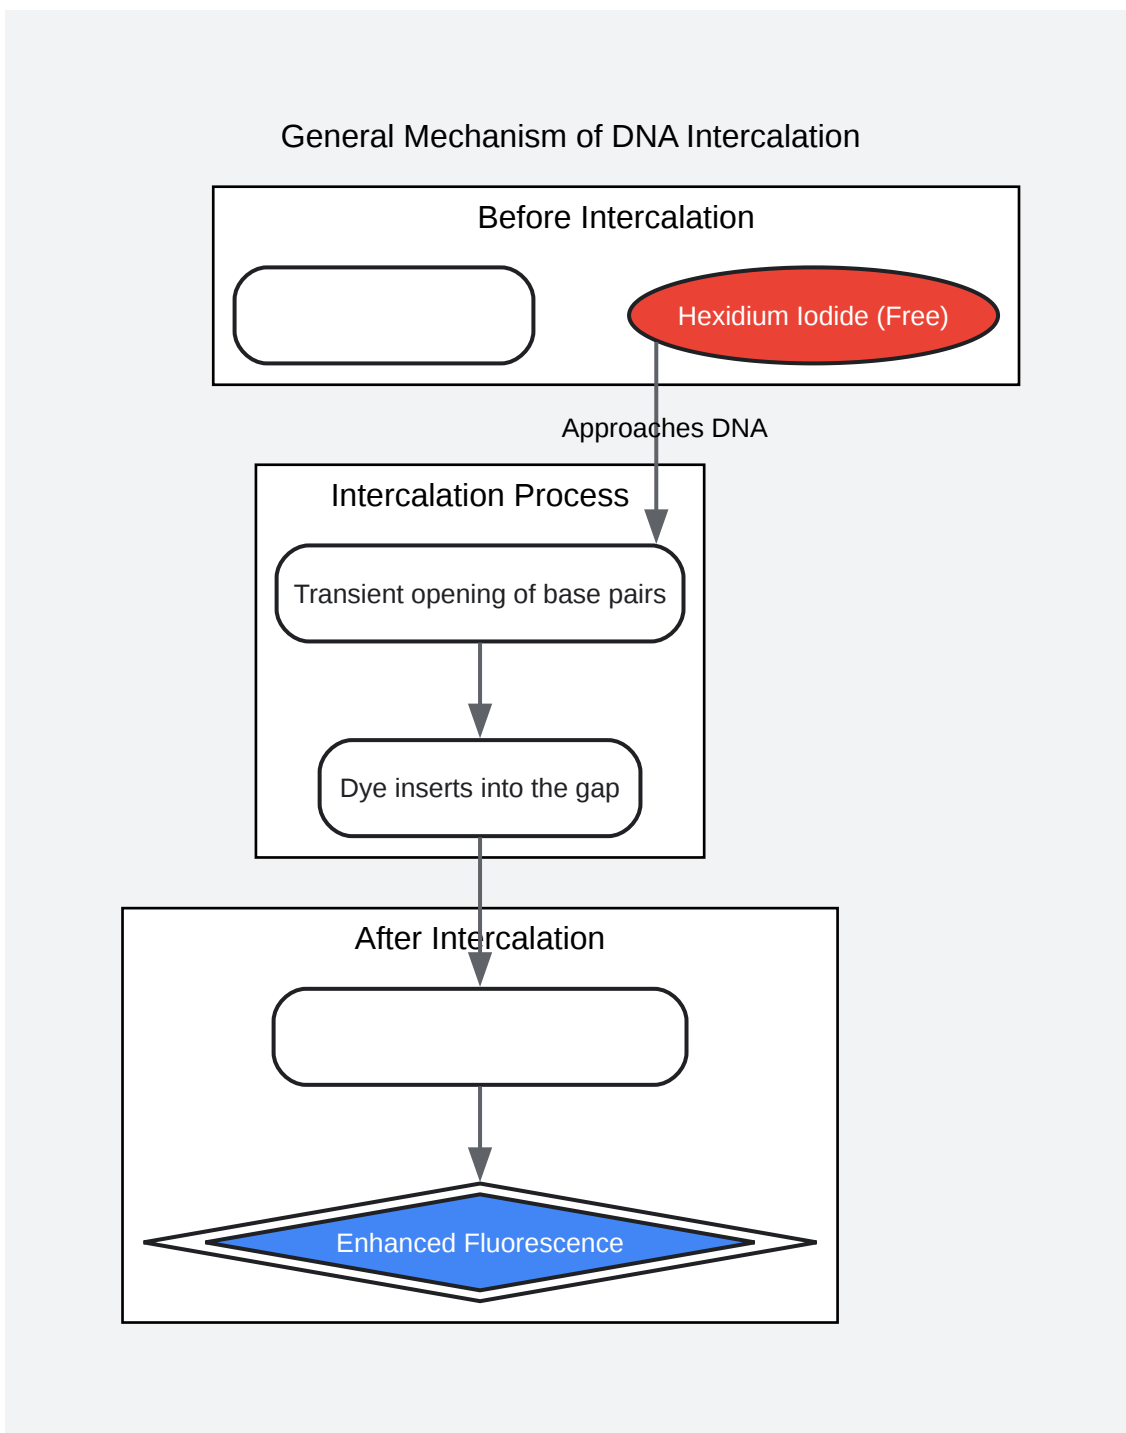 General Mechanism of DNA Intercalation
Before Intercalation
Hexidium Iodide (Free)
Approaches DNA
Intercalation Process
Transient opening of base pairs
Dye inserts into the gap
After Intercalation
Enhanced Fluorescence